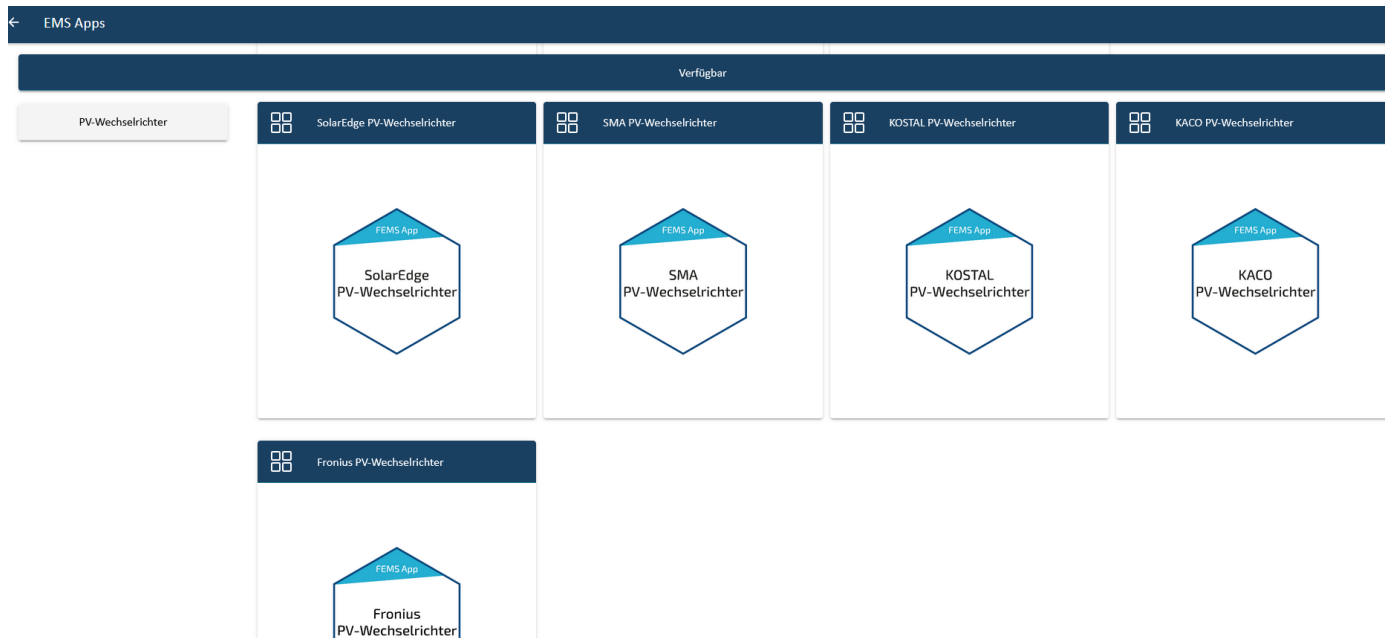 EMS Apps
Verfügbar
PV-Wechselrichter
SolarEdge PV-Wechselrichter
SMA PV-Wechselrichter
KOSTAL PV-Wechselrichter
KACO PV-Wechselrichter
FEMS App
SolarEdge
PV-Wechselrichter
FEMS App
SMA
PV-Wechselrichter
FEMS App
KOSTAL
PV-Wechselrichter
FEMS App
KACO
PV-Wechselrichter
Fronius PV-Wechselrichter
FEMS App
Fronius
PV-Wechselrichter